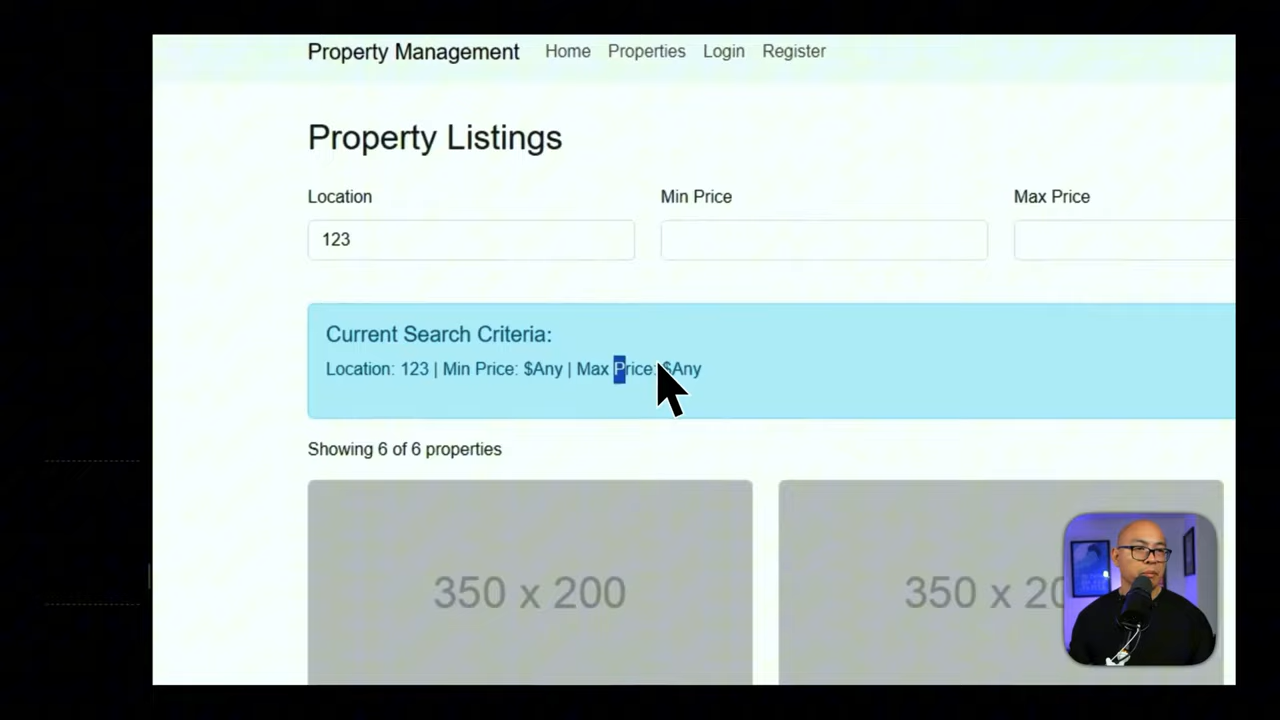 Property Management Home Properties Login Register
Property Listings
Location Min Price Max Price
123
Current Search Criteria:
Location: 123 | Min Price: $Any | Max Price: $Any
Showing 6 of 6 properties
350 x 200 350 x 20